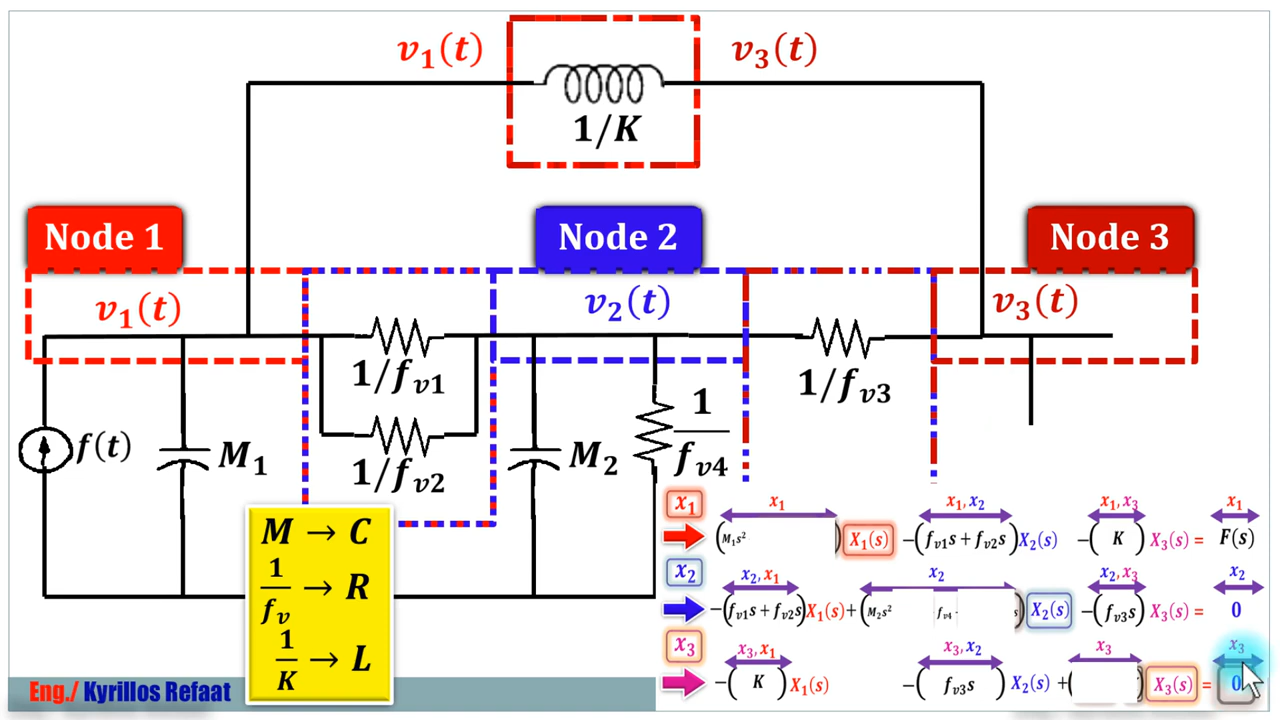 v₁(t) v₃(t)
1/K
Node 1 Node 2 Node 3
v₁(t) v₂(t) v₃(t)
1/fᵥ₁ 1/fᵥ₃
f(t) M₁ 1/fᵥ₂ M₂ 1/fᵥ₄
M → C
1/fᵥ → R
1/K → L
x₁ x₁ x₁, x₂ x₁, x₃ x₁
(M₁s² )X₁(s) −(fᵥ₁s + fᵥ₂s)X₂(s) −( K ) X₃(s) = F(s)
x₂ x₂, x₁ x₂ x₂, x₃ x₂
−(fᵥ₁s + fᵥ₂s)X₁(s)+(M₂s² fᵥ₄ s)X₂(s) −(fᵥ₃s) X₃(s) = 0
x₃ x₃, x₁ x₃, x₂ x₃ x₃
−( K ) X₁(s) −( fᵥ₃s ) X₂(s) +( ) X₃(s) = 0
Eng./ Kyrillos Refaat